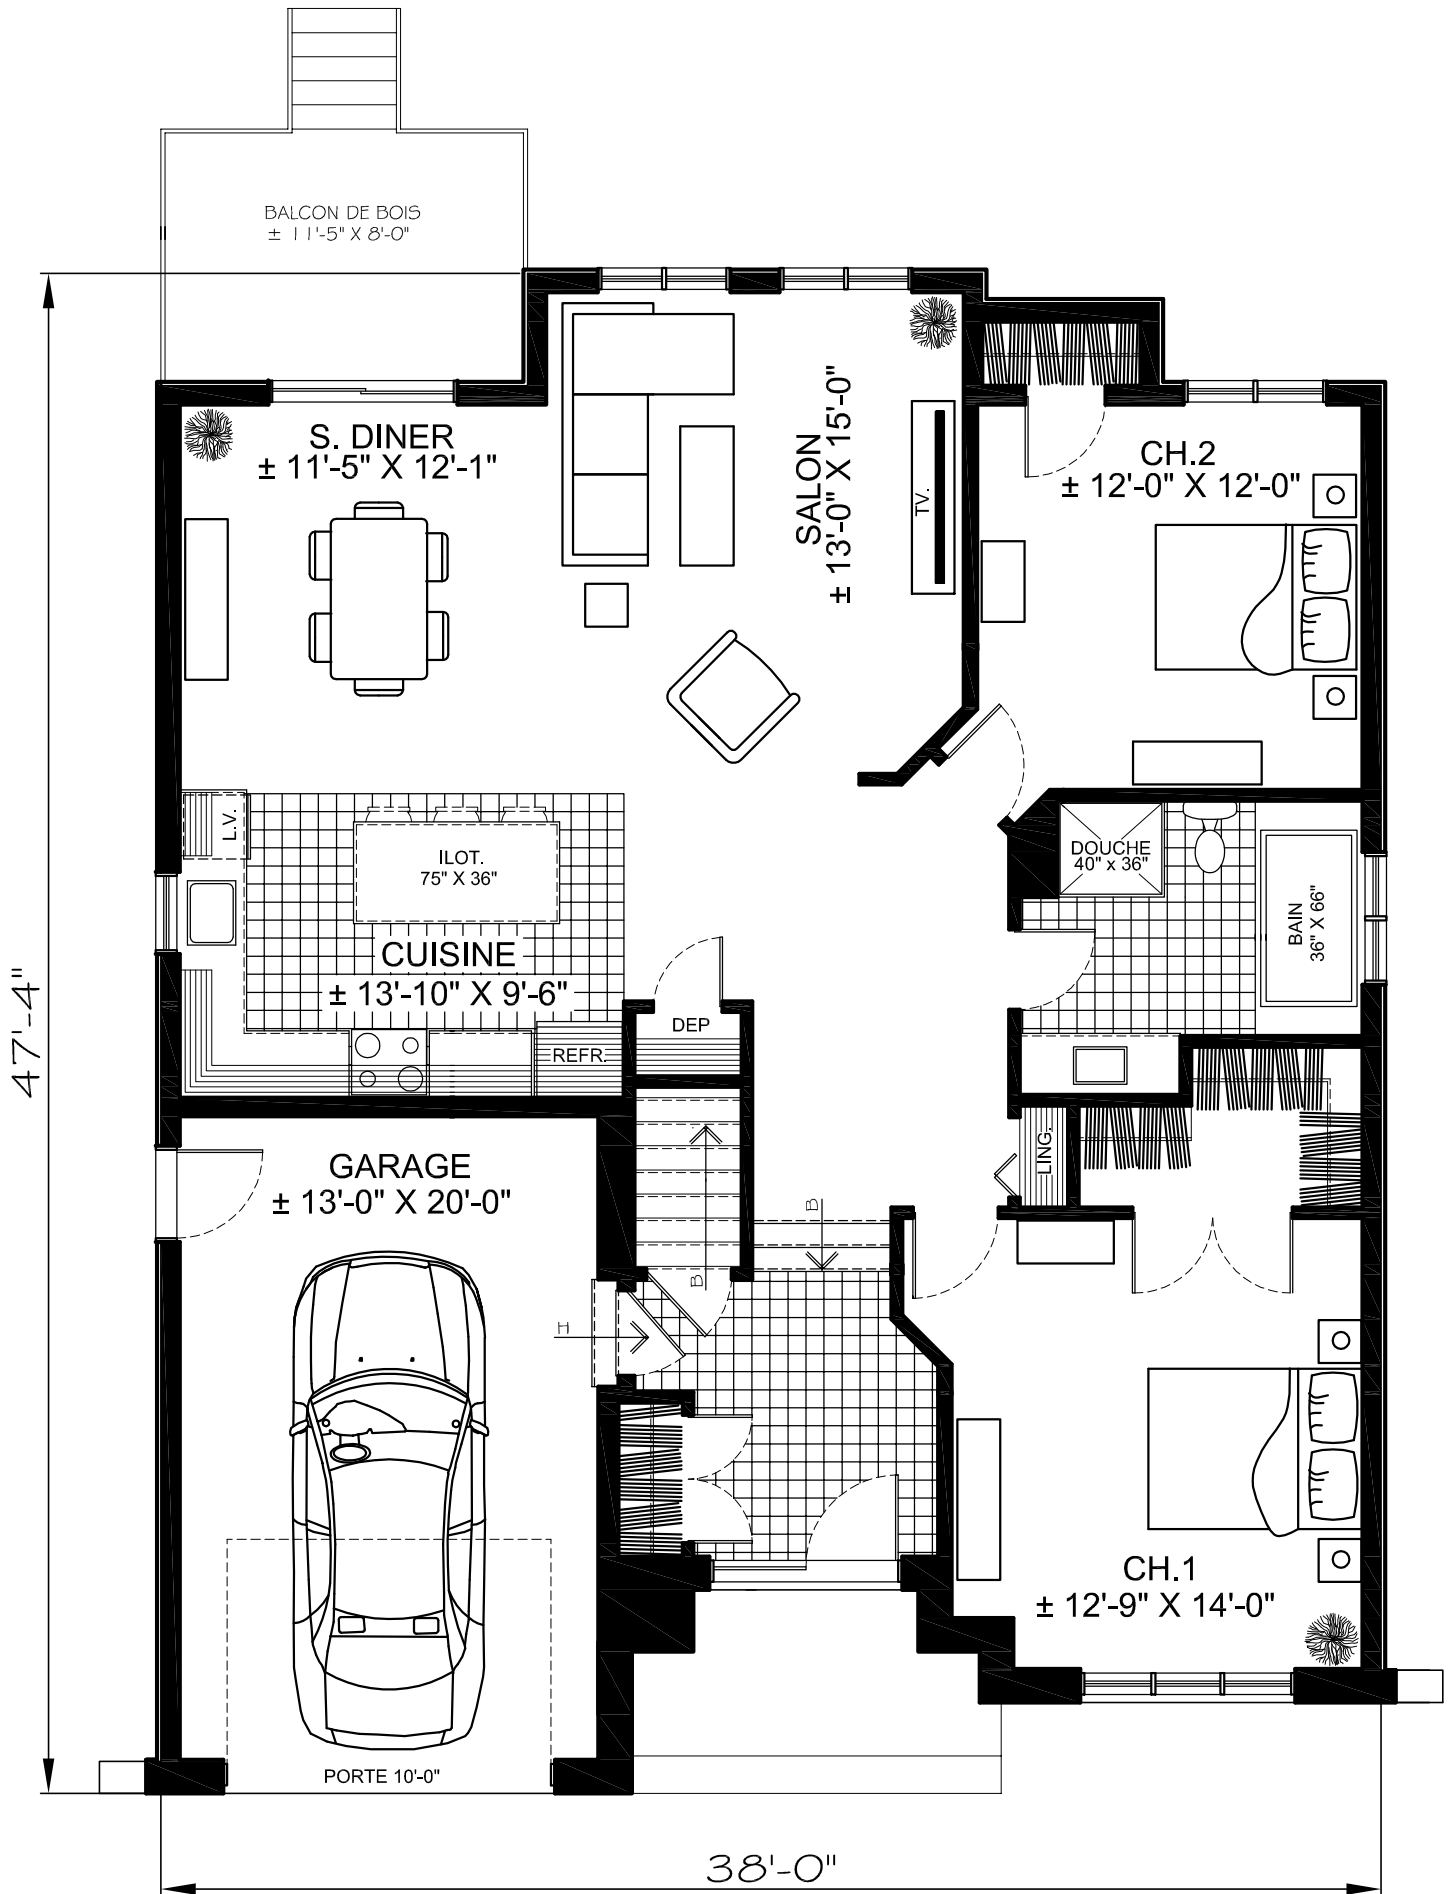 BALCON DE BOIS
± 11'-5" X 8'-0"
S. DINER
± 11'-5" X 12'-1"
SALON
± 13'-0" X 15'-0"
TV.
CH.2
± 12'-0" X 12'-0"
L.V.
ILOT.
75" X 36"
CUISINE
± 13'-10" X 9'-6"
REFR.
DEP
DOUCHE
40" x 36"
BAIN
36" X 66"
LING.
47'-4"
GARAGE
± 13'-0" X 20'-0"
B
B
H
CH.1
± 12'-9" X 14'-0"
PORTE 10'-0"
38'-0"